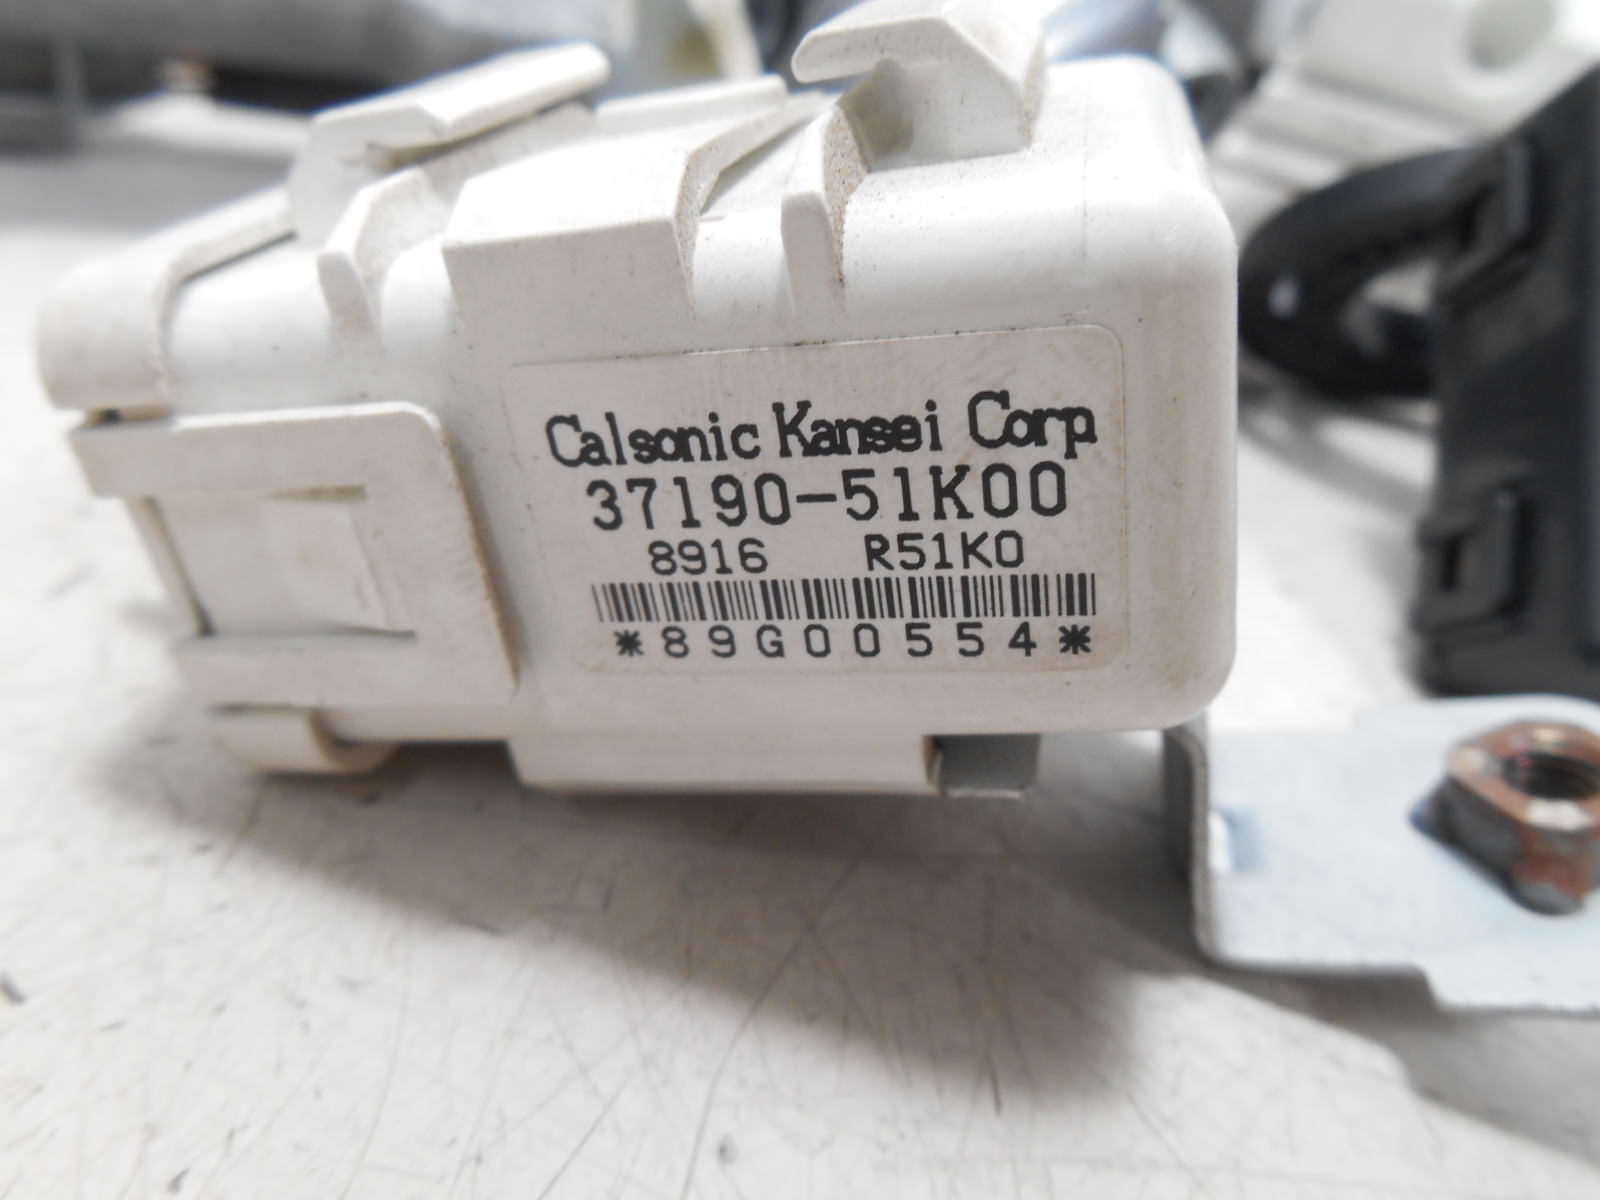 Calsonic Kansei Corp.
37190-51K00
8916 R51K0
*89G00554*